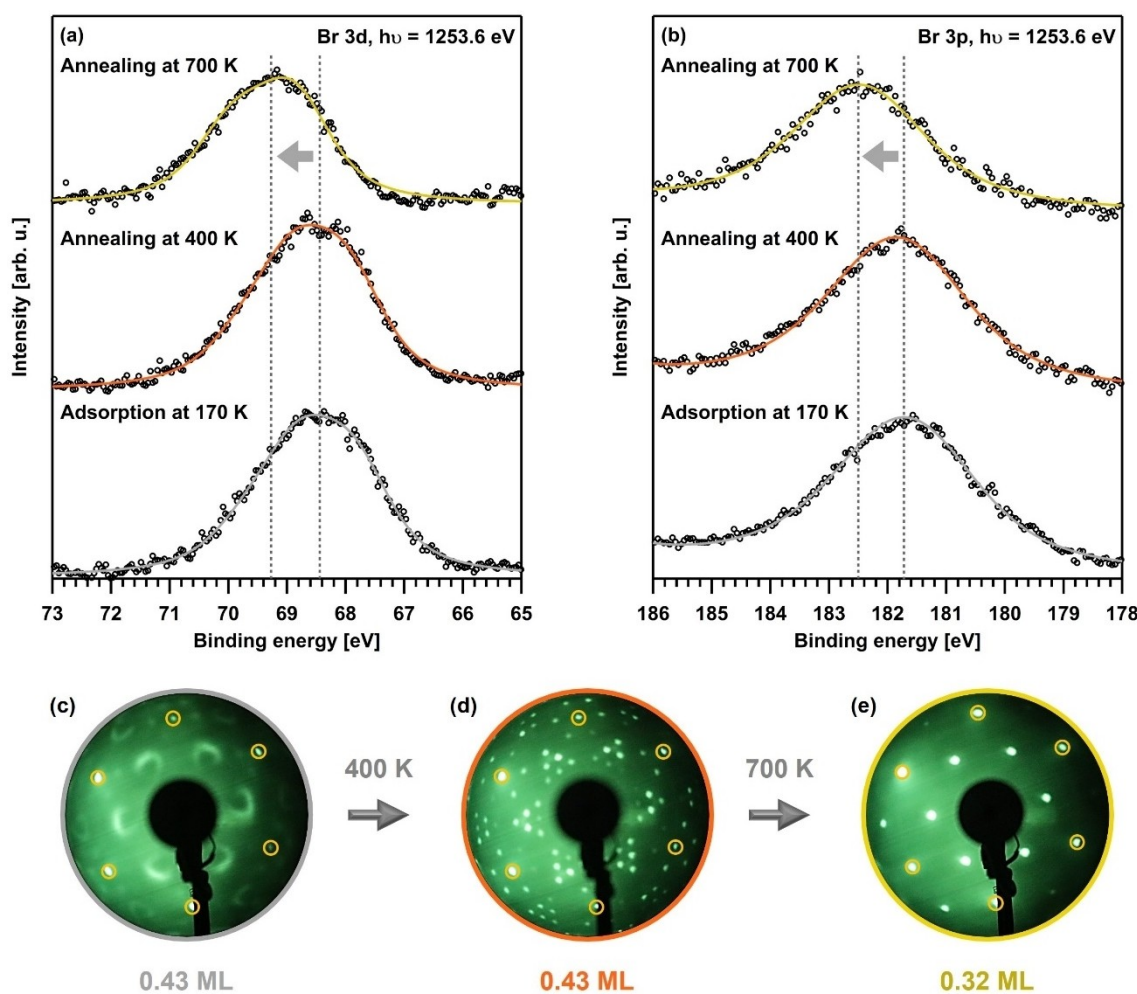 (a)
Br 3d, hυ = 1253.6 eV
Annealing at 700 K
Annealing at 400 K
Adsorption at 170 K
Intensity [arb. u.]
73 72 71 70 69 68 67 66 65
Binding energy [eV]
(b)
Br 3p, hυ = 1253.6 eV
Annealing at 700 K
Annealing at 400 K
Adsorption at 170 K
Intensity [arb. u.]
186 185 184 183 182 181 180 179 178
Binding energy [eV]
(c)
400 K
(d)
700 K
(e)
0.43 ML
0.43 ML
0.32 ML